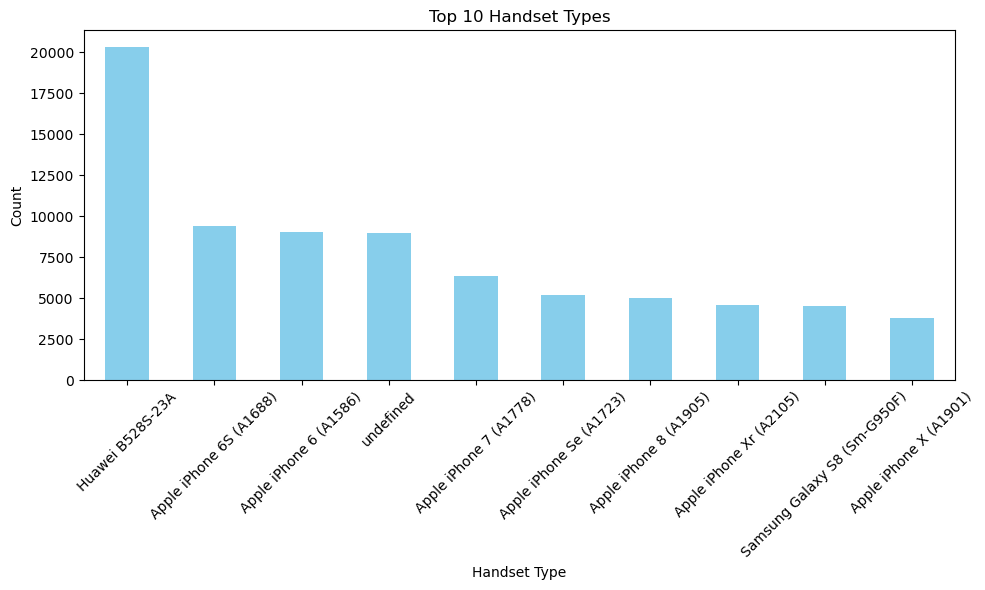 Top 10 Handset Types
Count
20000
17500
15000
12500
10000
7500
5000
2500
0
Huawei B528S-23A
Apple iPhone 6S (A1688)
Apple iPhone 6 (A1586)
undefined
Apple iPhone 7 (A1778)
Apple iPhone Se (A1723)
Apple iPhone 8 (A1905)
Apple iPhone Xr (A2105)
Samsung Galaxy S8 (Sm-G950F)
Apple iPhone X (A1901)
Handset Type